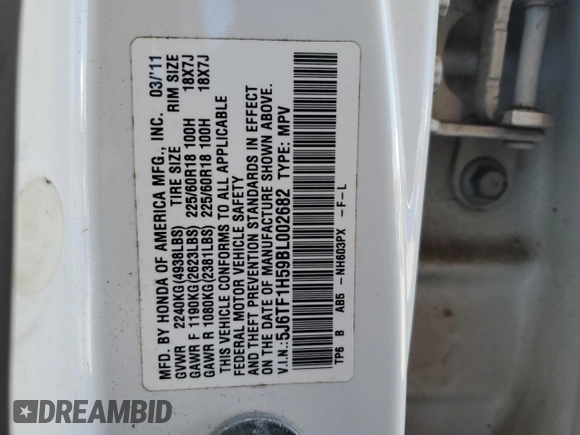 MFD. BY HONDA OF AMERICA MFG., INC. 03/'11
GVWR 2240KG(4938LBS) TIRE SIZE RIM SIZE
GAWR F 1190KG(2623LBS) 225/60R18 100H 18X7J
GAWR R 1080KG(2381LBS) 225/60R18 100H 18X7J
THIS VEHICLE CONFORMS TO ALL APPLICABLE
FEDERAL MOTOR VEHICLE SAFETY
AND THEFT PREVENTION STANDARDS IN EFFECT
ON THE DATE OF MANUFACTURE SHOWN ABOVE.
V.I.N.: 5J6TF1H59BL002682 TYPE: MPV
TP6 B AB5 -NH603PX -F-L
DREAMBID